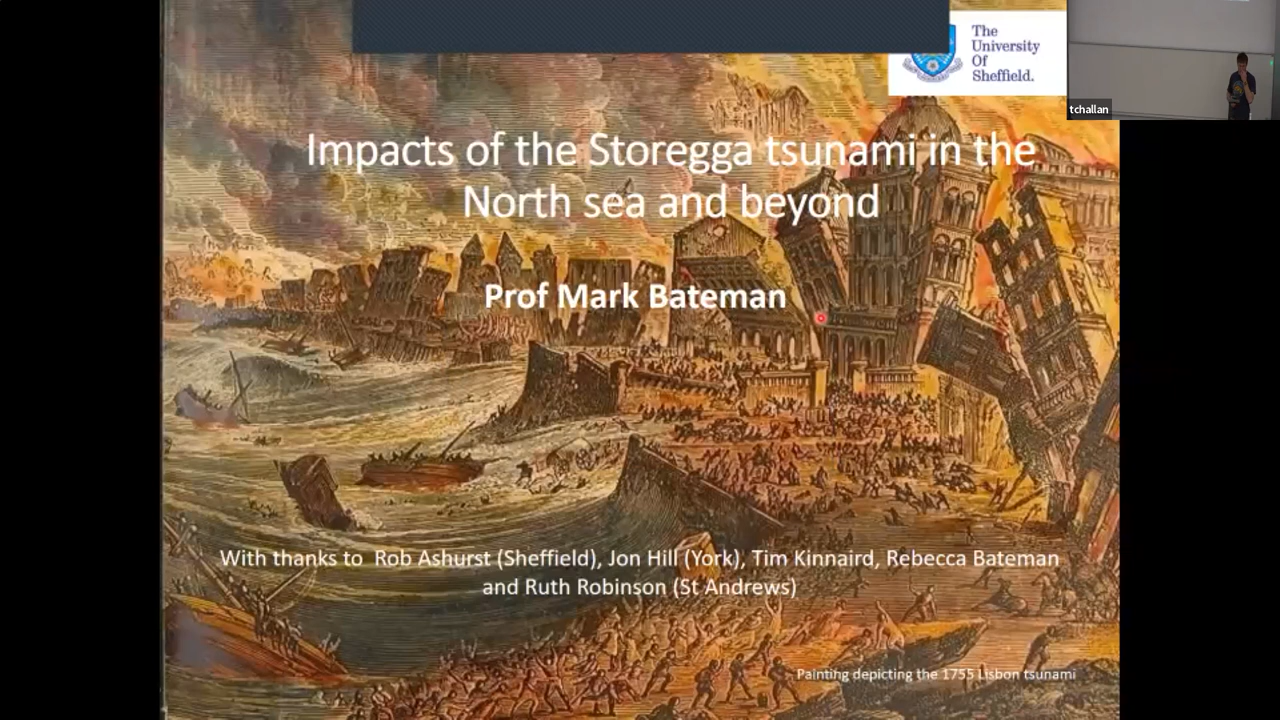 The
University
Of
Sheffield.
tchallan
Impacts of the Storegga tsunami in the
North sea and beyond
Prof Mark Bateman
With thanks to Rob Ashurst (Sheffield), Jon Hill (York), Tim Kinnaird, Rebecca Bateman
and Ruth Robinson (St Andrews)
Painting depicting the 1755 Lisbon tsunami